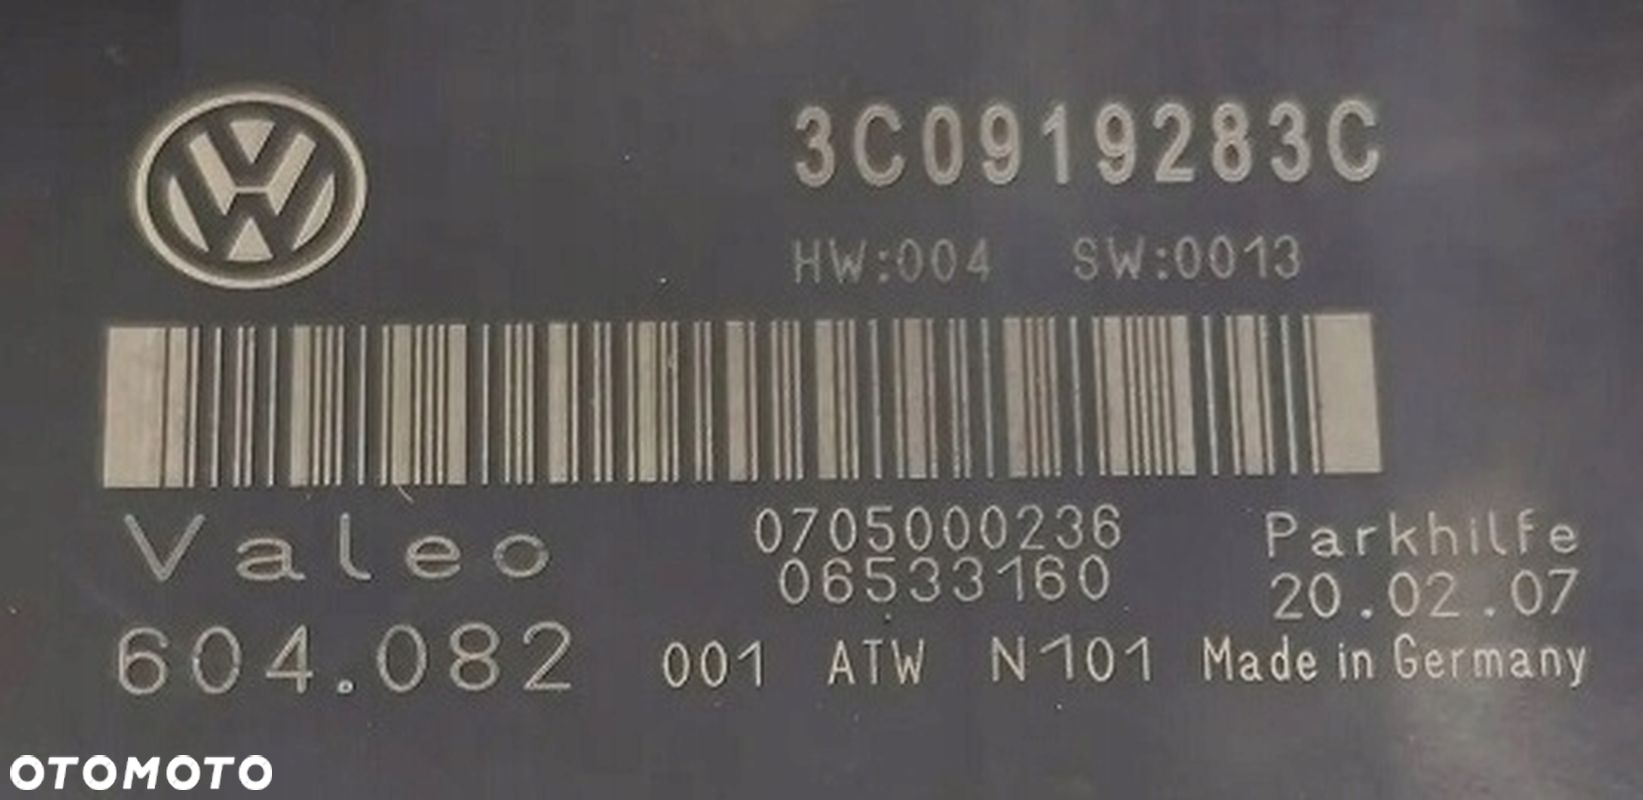 3C0919283C
HW:004 SW:0013
Valeo
0705000236
06533160
Parkhilfe
20.02.07
604.082
001 ATW N101 Made in Germany
OTOMOTO